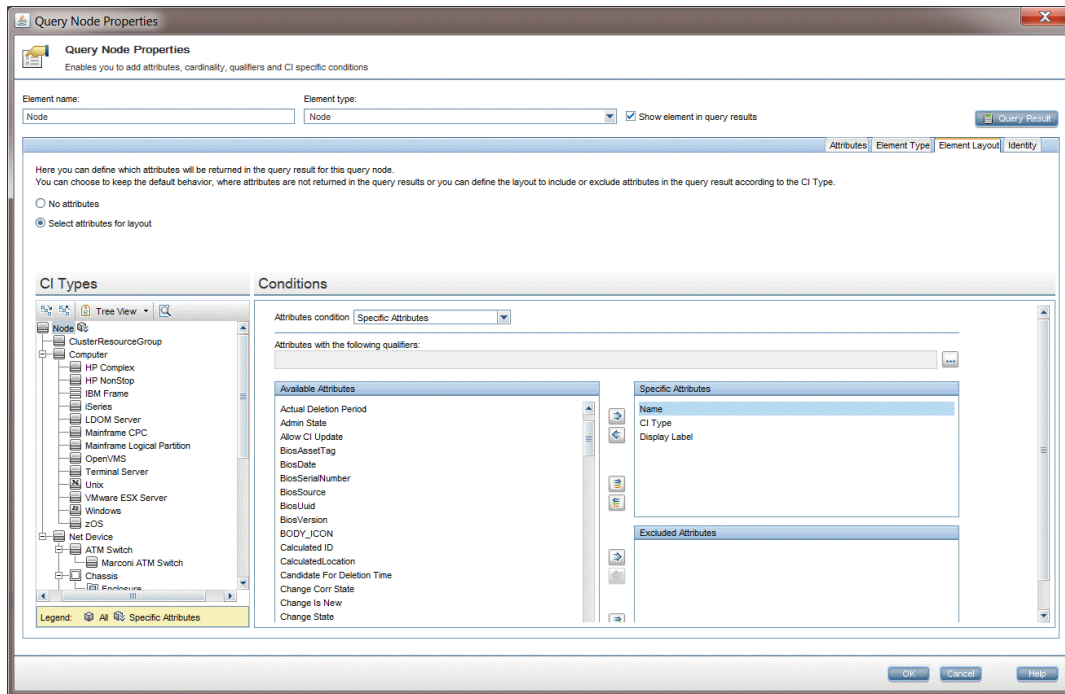 Query Node Properties
Query Node Properties
Enables you to add attributes, cardinality, qualifiers and CI specific conditions
Element name:
Element type:
Node
Node
Show element in query results
Query Result
Attributes
Element Type
Element Layout
Identity
Here you can define which attributes will be returned in the query result for this query node.
You can choose to keep the default behavior, where attributes are not returned in the query results or you can define the layout to include or exclude attributes in the query result according to the CI Type.
No attributes
Select attributes for layout
CI Types
Tree View
Node
ClusterResourceGroup
Computer
HP Complex
HP NonStop
IBM Frame
iSeries
LDOM Server
Mainframe CPC
Mainframe Logical Partition
OpenVMS
Terminal Server
Unix
VMware ESX Server
Windows
zOS
Net Device
ATM Switch
Marconi ATM Switch
Chassis
Enclosure
Legend: All Specific Attributes
Conditions
Attributes condition Specific Attributes
Attributes with the following qualifiers:
...
Available Attributes
Actual Deletion Period
Admin State
Allow CI Update
BiosAssetTag
BiosDate
BiosSerialNumber
BiosSource
BiosUuid
BiosVersion
BODY_ICON
Calculated ID
CalculatedLocation
Candidate For Deletion Time
Change Corr State
Change Is New
Change State
Specific Attributes
Name
CI Type
Display Label
Excluded Attributes
OK
Cancel
Help